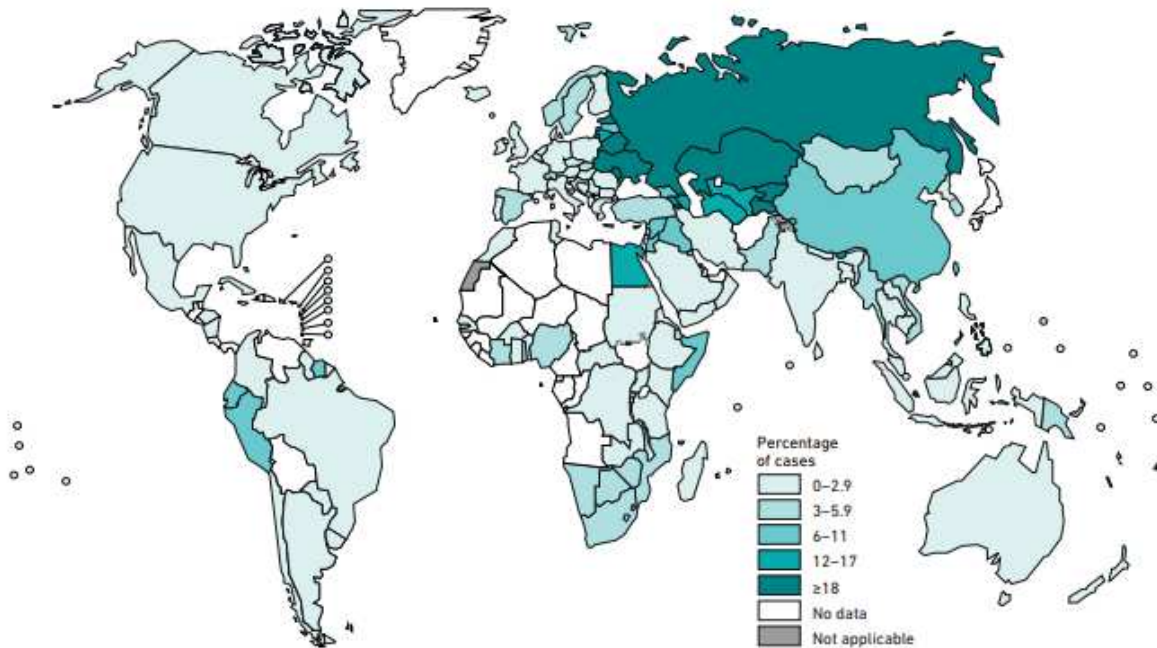 Percentage
of cases
0–2.9
3–5.9
6–11
12–17
≥18
No data
Not applicable